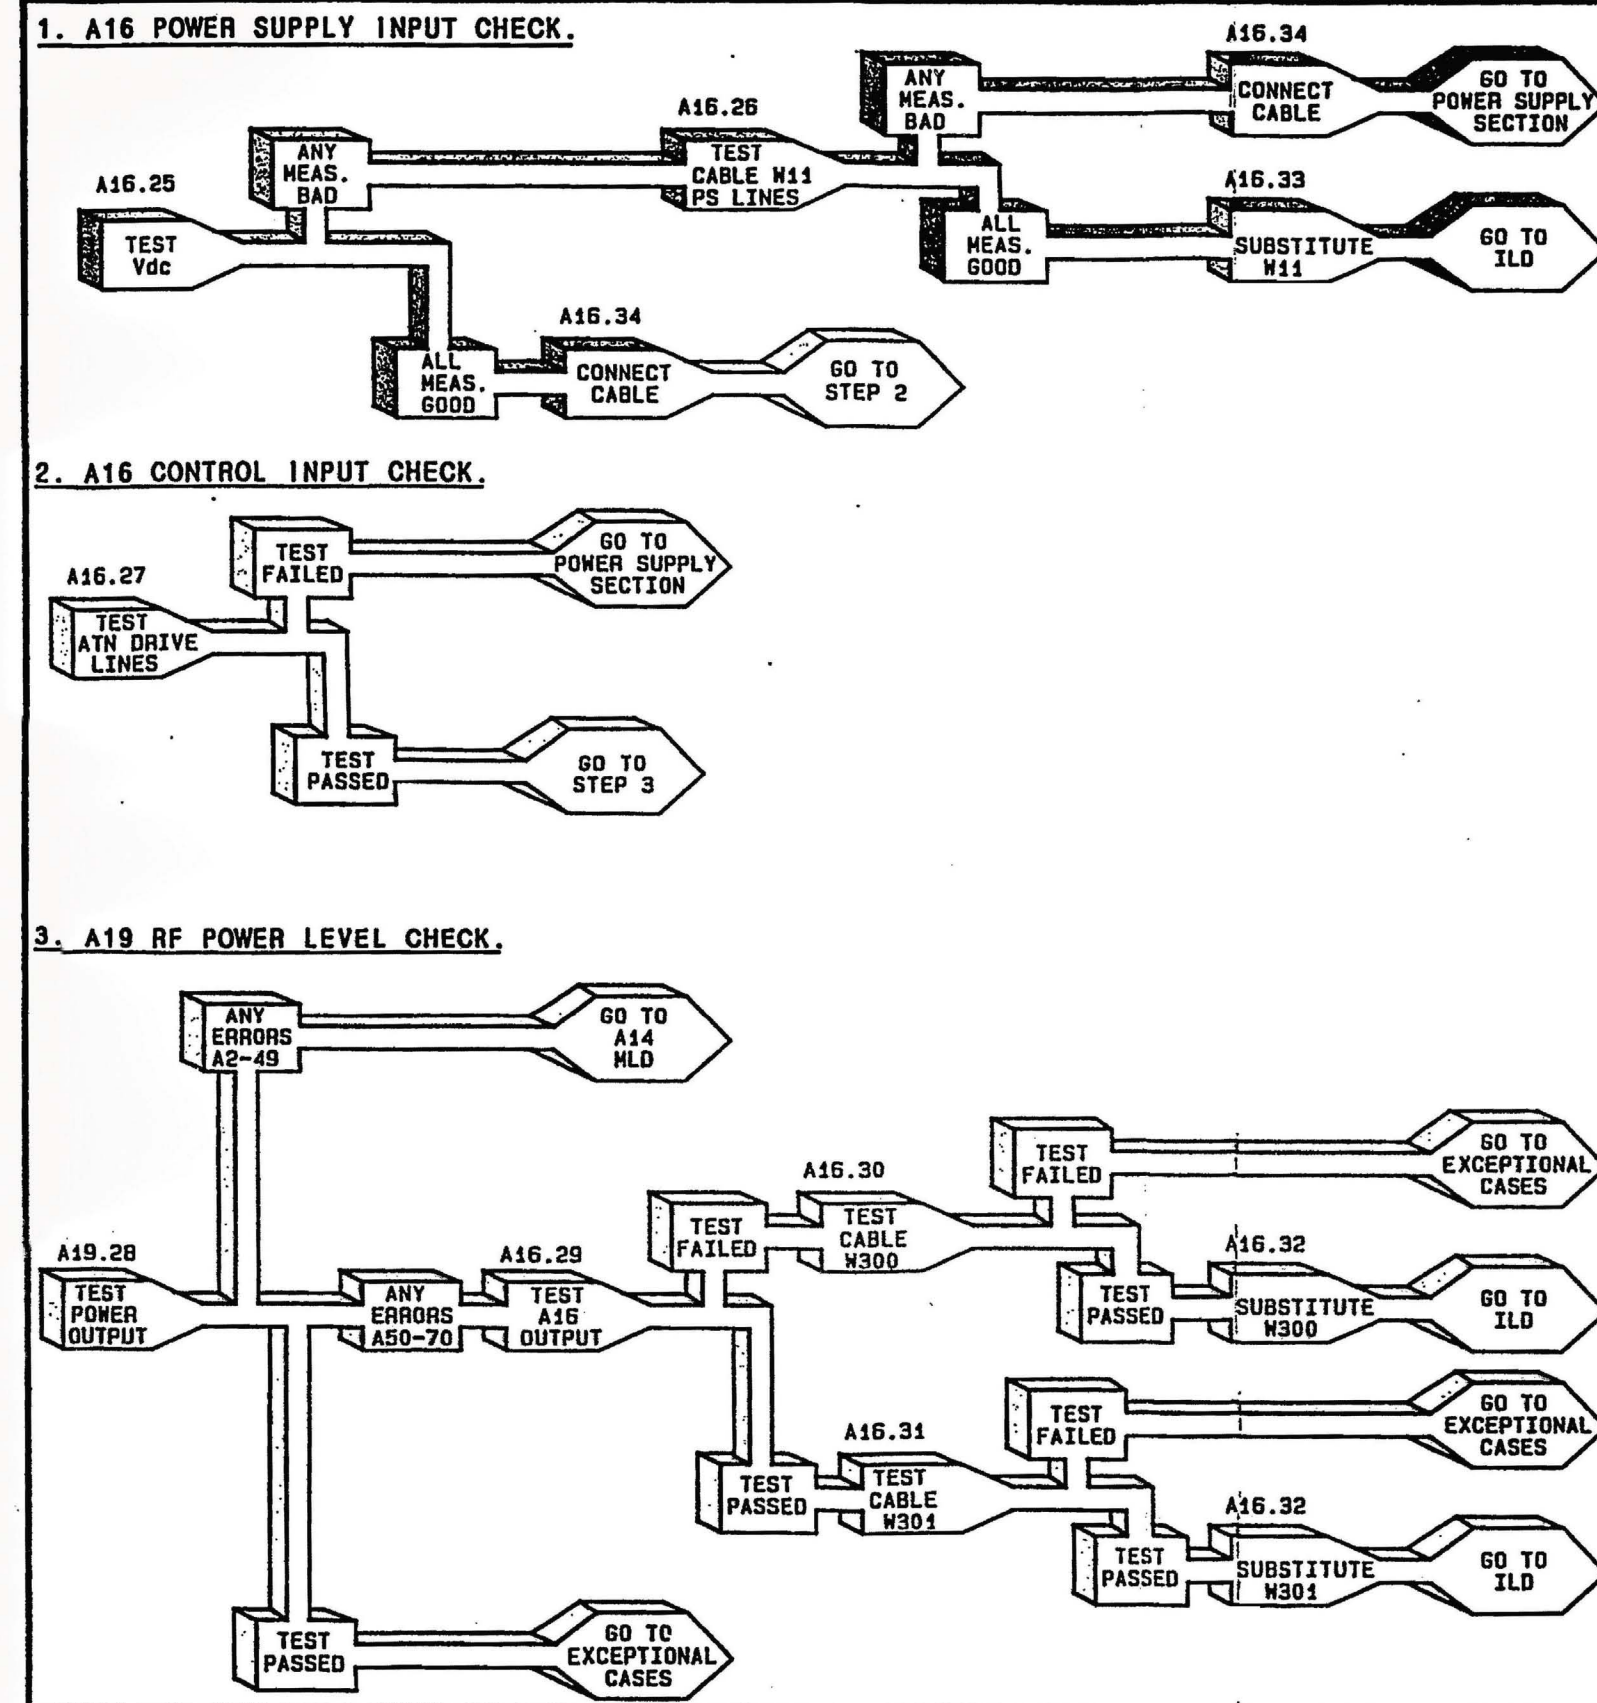 1. A16 POWER SUPPLY INPUT CHECK.
A16.25
TEST
Vdc
ANY
MEAS.
BAD
A16.26
TEST
CABLE W11
PS LINES
ANY
MEAS.
BAD
A16.34
CONNECT
CABLE
GO TO
POWER SUPPLY
SECTION
ALL
MEAS.
GOOD
A16.33
SUBSTITUTE
W11
GO TO
ILD
ALL
MEAS.
GOOD
A16.34
CONNECT
CABLE
GO TO
STEP 2
2. A16 CONTROL INPUT CHECK.
A16.27
TEST
ATN DRIVE
LINES
TEST
FAILED
GO TO
POWER SUPPLY
SECTION
TEST
PASSED
GO TO
STEP 3
3. A19 RF POWER LEVEL CHECK.
A19.28
TEST
POWER
OUTPUT
ANY
ERRORS
A2-49
GO TO
A14
MLD
ANY
ERRORS
A50-70
A16.29
TEST
A16
OUTPUT
TEST
FAILED
A16.30
TEST
CABLE
W300
TEST
FAILED
GO TO
EXCEPTIONAL
CASES
TEST
PASSED
A16.32
SUBSTITUTE
W300
GO TO
ILD
TEST
PASSED
A16.31
TEST
CABLE
W301
TEST
FAILED
GO TO
EXCEPTIONAL
CASES
TEST
PASSED
A16.32
SUBSTITUTE
W301
GO TO
ILD
TEST
PASSED
GO TO
EXCEPTIONAL
CASES